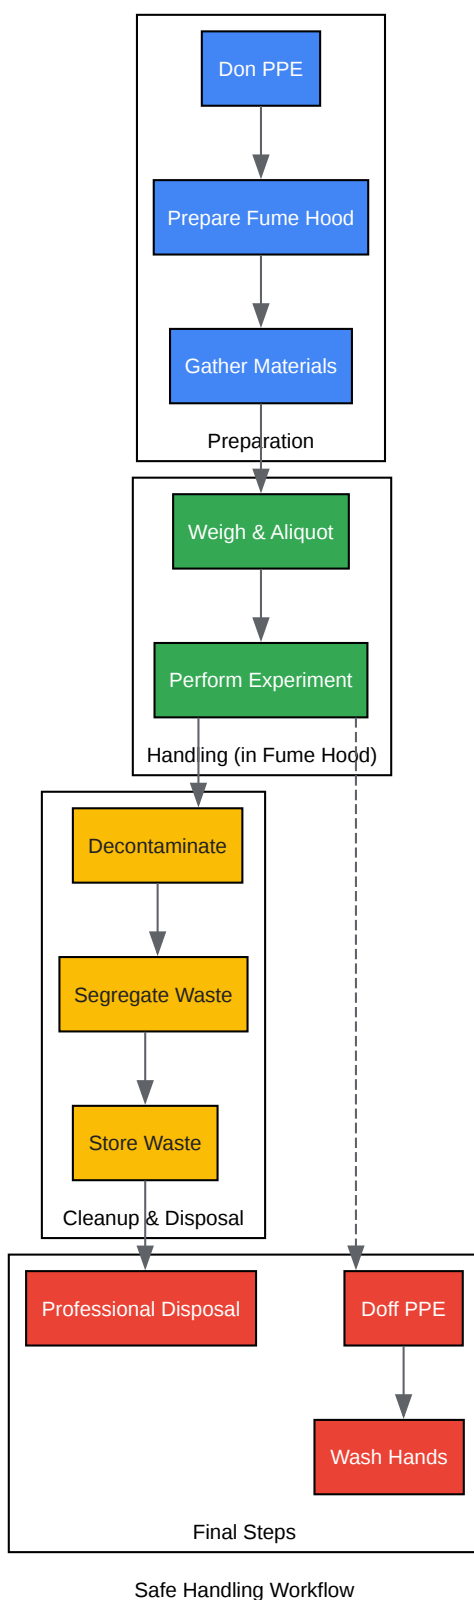 Don PPE
Prepare Fume Hood
Gather Materials
Preparation
Weigh & Aliquot
Perform Experiment
Handling (in Fume Hood)
Decontaminate
Segregate Waste
Store Waste
Cleanup & Disposal
Professional Disposal
Doff PPE
Wash Hands
Final Steps
Safe Handling Workflow